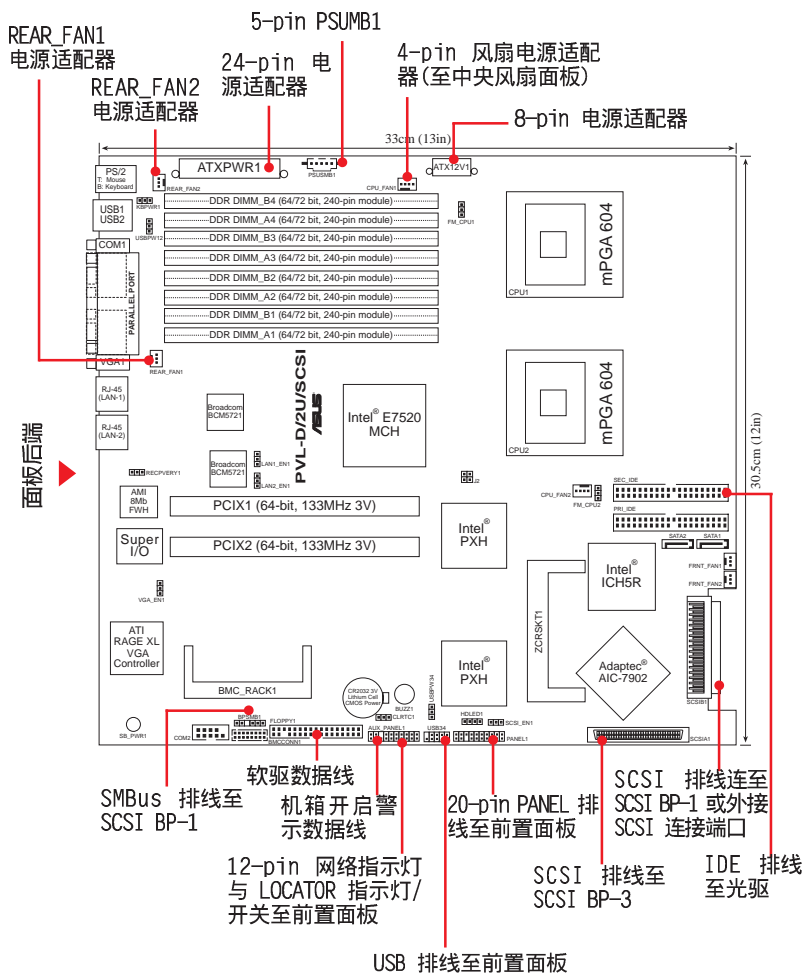 5-pin PSUMB1
REAR_FAN1
电源适配器
24-pin 电
源适配器
4-pin 风扇电源适配
器(至中央风扇面板)
REAR_FAN2
电源适配器
8-pin 电源适配器
33cm (13in)
PS/2
T: Mouse
B: Keyboard
ATXPWR1
PSUSMB1
CPU_FAN1
ATX12V1
REAR_FAN2
KBPWR1
USB1
USB2
USBPW12
DDR DIMM_B4 (64/72 bit, 240-pin module)
DDR DIMM_A4 (64/72 bit, 240-pin module)
DDR DIMM_B3 (64/72 bit, 240-pin module)
DDR DIMM_A3 (64/72 bit, 240-pin module)
DDR DIMM_B2 (64/72 bit, 240-pin module)
DDR DIMM_A2 (64/72 bit, 240-pin module)
DDR DIMM_B1 (64/72 bit, 240-pin module)
DDR DIMM_A1 (64/72 bit, 240-pin module)
FM_CPU1
mPGA 604
CPU1
COM1
PARALLEL PORT
VGA1
REAR_FAN1
RJ-45
(LAN-1)
RJ-45
(LAN-2)
Broadcom
BCM5721
Broadcom
BCM5721
LAN1_EN1
LAN2_EN1
PVL-D/2U/SCSI
ASUS
Intel® E7520
MCH
mPGA 604
CPU2
30.5cm (12in)
面板后端
RECPVERY1
AMI
8Mb
FWH
PCIX1 (64-bit, 133MHz 3V)
J2
CPU_FAN2
FM_CPU2
SEC_IDE
PRI_IDE
Super
I/O
PCIX2 (64-bit, 133MHz 3V)
Intel®
PXH
SATA2
SATA1
FRNT_FAN1
FRNT_FAN2
Intel®
ICH5R
VGA_EN1
ZCRSKT1
ATI
RAGE XL
VGA
Controller
BMC_RACK1
CR2032 3V
Lithium Cell
CMOS Power
BUZZ1
CLRTC1
USBPW34
Intel®
PXH
Adaptec®
AIC-7902
SCSIB1
SB_PWR1
COM2
BPSMB1
BMCCONN1
FLOPPY1
AUX_PANEL1
USB34
HDLED1
SCSI_EN1
PANEL1
SCSIA1
SMBus 排线至
SCSI BP-1
软驱数据线
机箱开启警
示数据线
20-pin PANEL 排
线至前置面板
SCSI 排线连至
SCSI BP-1 或外接
SCSI 连接端口
12-pin 网络指示灯
与 LOCATOR 指示灯/
开关至前置面板
SCSI 排线至
SCSI BP-3
IDE 排线
至光驱
USB 排线至前置面板